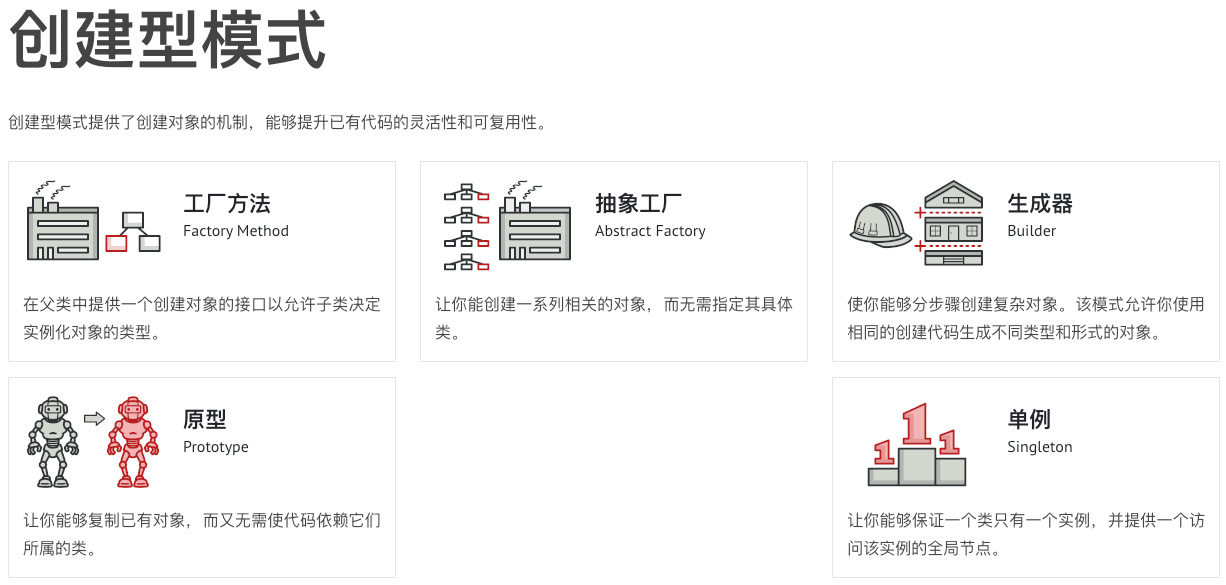 创建型模式
创建型模式提供了创建对象的机制，能够提升已有代码的灵活性和可复用性。
工厂方法
Factory Method
在父类中提供一个创建对象的接口以允许子类决定
实例化对象的类型。
抽象工厂
Abstract Factory
让你能创建一系列相关的对象，而无需指定其具体
类。
生成器
Builder
使你能够分步骤创建复杂对象。该模式允许你使用
相同的创建代码生成不同类型和形式的对象。
原型
Prototype
让你能够复制已有对象，而又无需使代码依赖它们
所属的类。
1
1
1
单例
Singleton
让你能够保证一个类只有一个实例，并提供一个访
问该实例的全局节点。